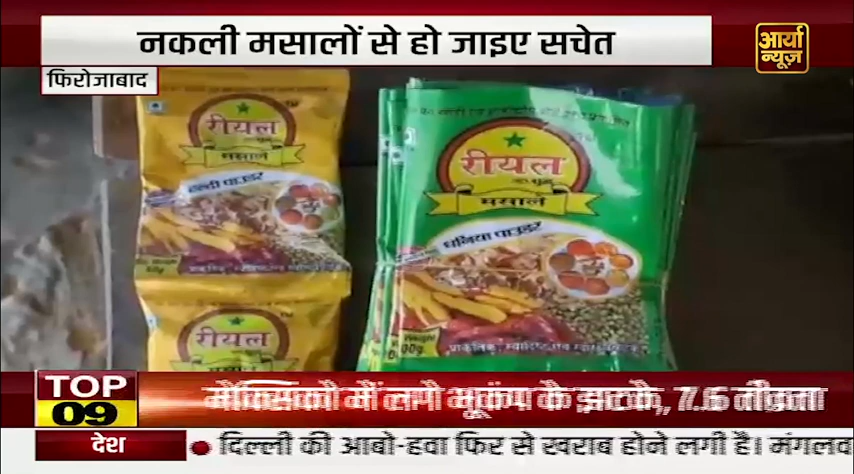 नकली मसालों से हो जाइए सचेत
आर्या
न्यूज़
फिरोजाबाद
रीयल
मसाले
हल्दी पाउडर
रीयल
रीयल
मसाले
धनिया पाउडर
TOP
09
मेक्सिको में लगे भूकंप के झटके, 7.6 तीव्रता
देश
दिल्ली की आबो-हवा फिर से खराब होने लगी है। मंगलव